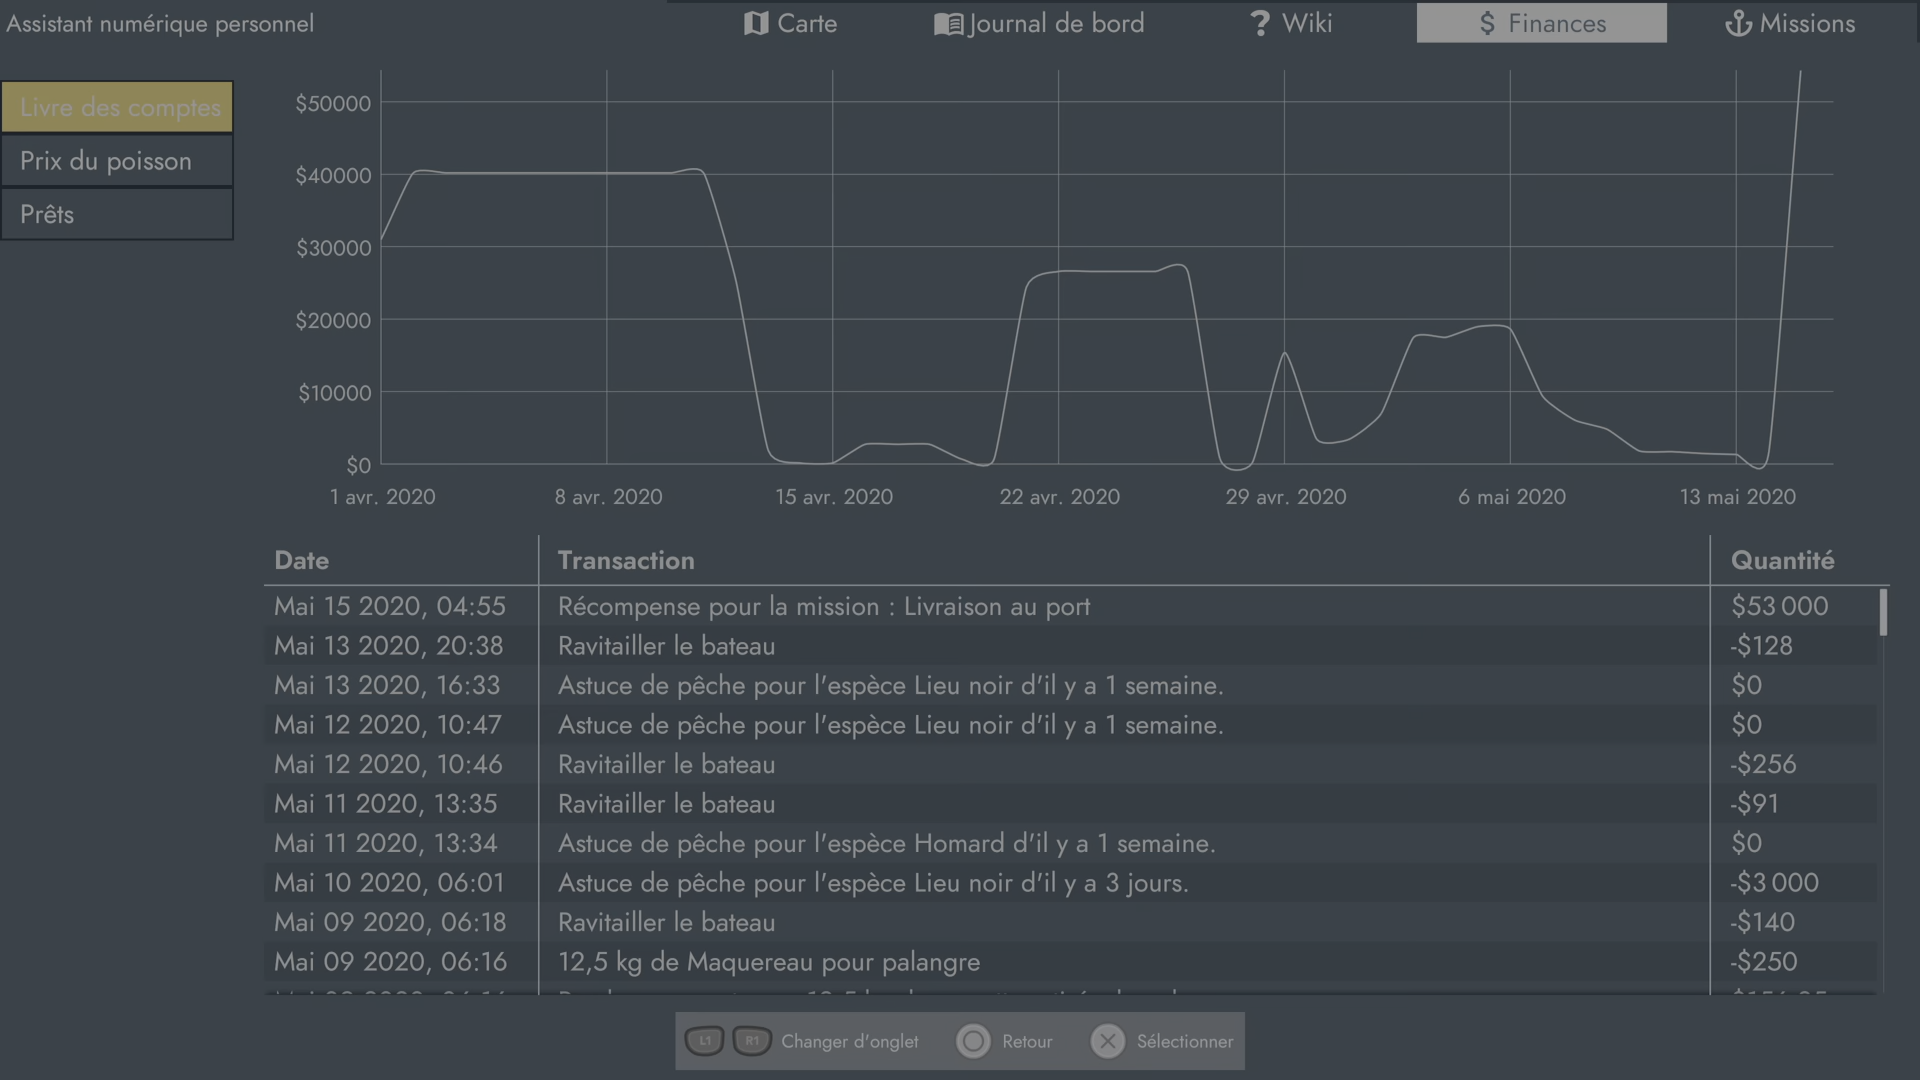 Assistant numérique personnel
Carte
Journal de bord
? Wiki
$ Finances
Missions
Livre des comptes
Prix du poisson
Prêts
$50000
$40000
$30000
$20000
$10000
$0
1 avr. 2020 8 avr. 2020 15 avr. 2020 22 avr. 2020 29 avr. 2020 6 mai 2020 13 mai 2020
Date Transaction Quantité
Mai 15 2020, 04:55 Récompense pour la mission : Livraison au port $53 000
Mai 13 2020, 20:38 Ravitailler le bateau -$128
Mai 13 2020, 16:33 Astuce de pêche pour l'espèce Lieu noir d'il y a 1 semaine. $0
Mai 12 2020, 10:47 Astuce de pêche pour l'espèce Lieu noir d'il y a 1 semaine. $0
Mai 12 2020, 10:46 Ravitailler le bateau -$256
Mai 11 2020, 13:35 Ravitailler le bateau -$91
Mai 11 2020, 13:34 Astuce de pêche pour l'espèce Homard d'il y a 1 semaine. $0
Mai 10 2020, 06:01 Astuce de pêche pour l'espèce Lieu noir d'il y a 3 jours. -$3 000
Mai 09 2020, 06:18 Ravitailler le bateau -$140
Mai 09 2020, 06:16 12,5 kg de Maquereau pour palangre -$250
L1 R1 Changer d'onglet Retour Sélectionner